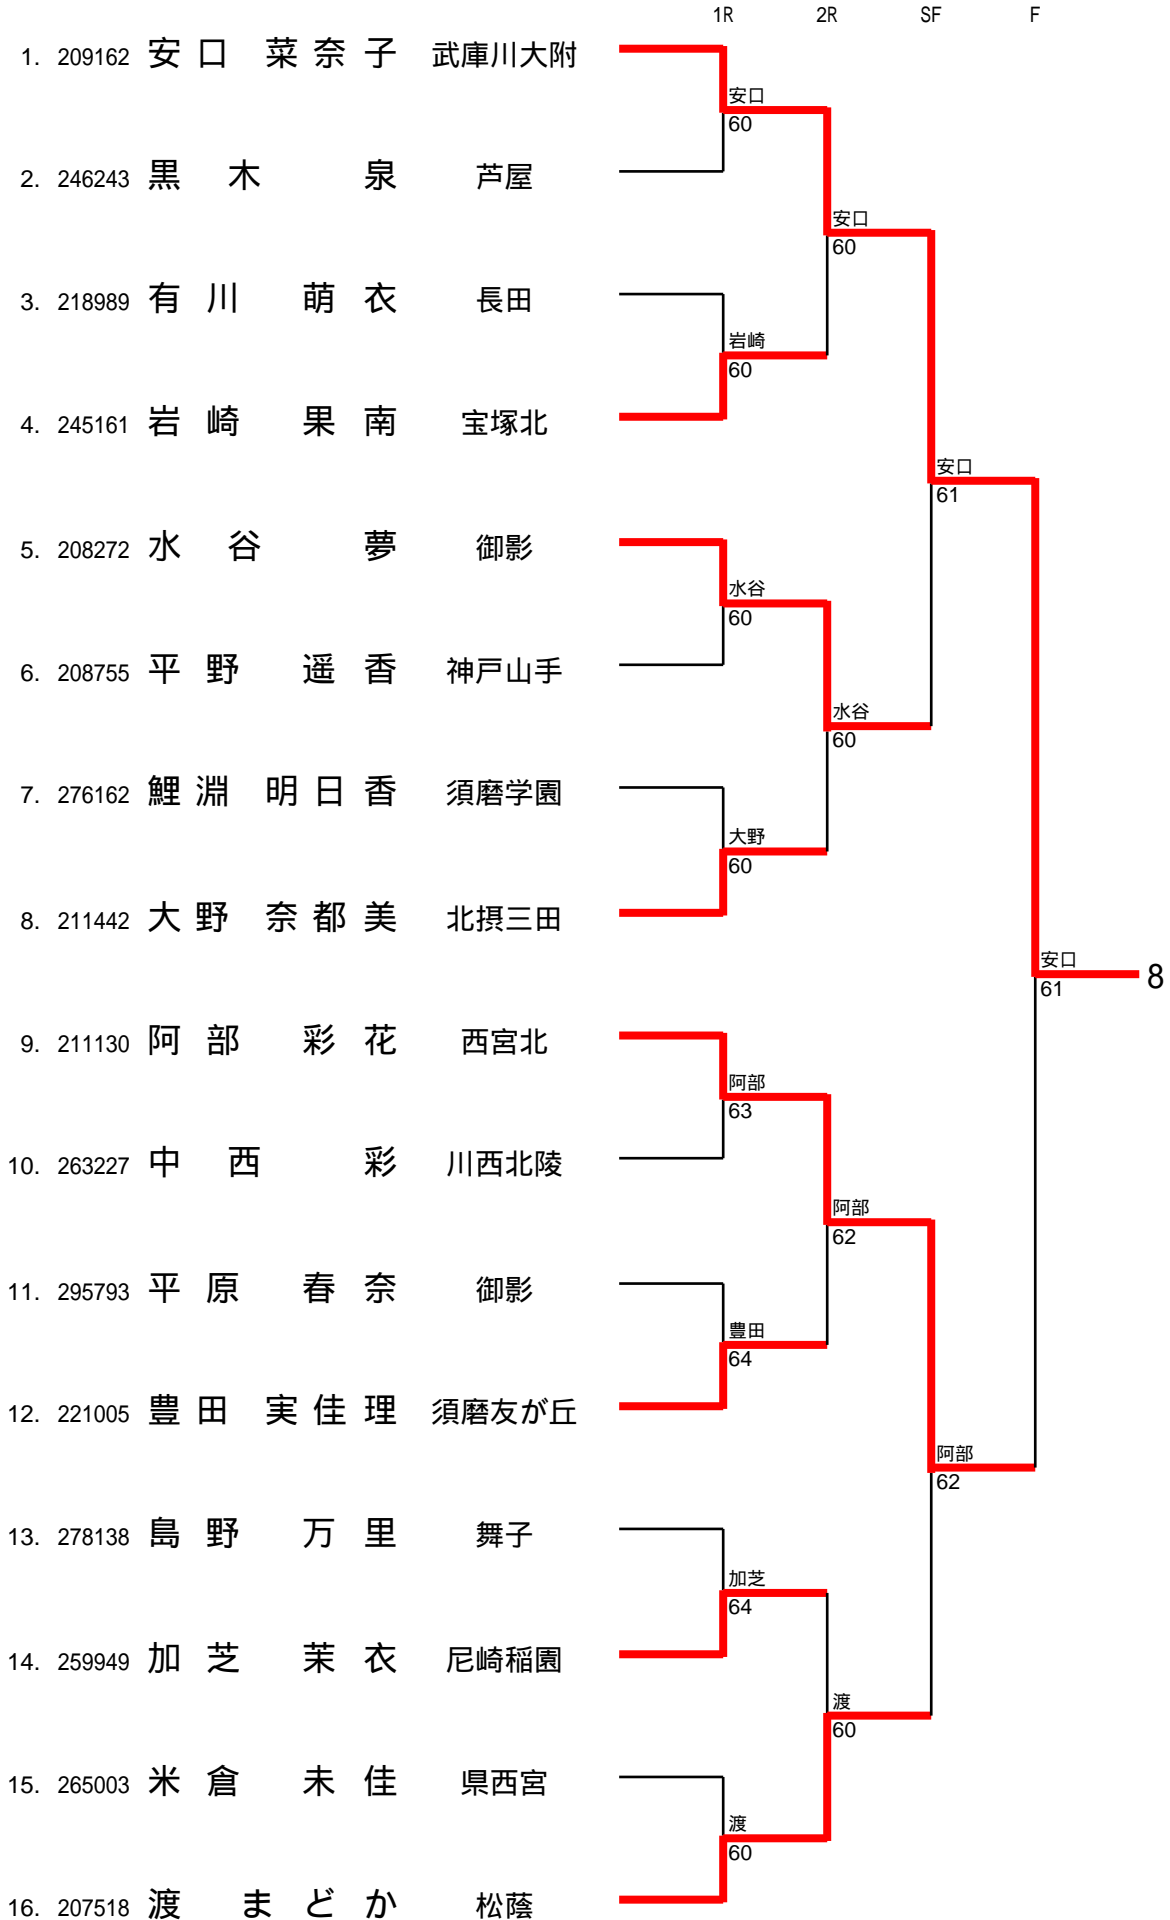 1R 2R SF F
1. 209162 安口 菜奈子 武庫川大附
安口
60
2. 246243 黒木 泉 芦屋
安口
60
3. 218989 有川 萌衣 長田
岩崎
60
4. 245161 岩崎 果南 宝塚北
安口
61
5. 208272 水谷 夢 御影
水谷
60
6. 208755 平野 遥香 神戸山手
水谷
60
7. 276162 鯉淵 明日香 須磨学園
大野
60
8. 211442 大野 奈都美 北摂三田
安口
61
8
9. 211130 阿部 彩花 西宮北
阿部
63
10. 263227 中西 彩 川西北陵
阿部
62
11. 295793 平原 春奈 御影
豊田
64
12. 221005 豊田 実佳理 須磨友が丘
阿部
62
13. 278138 島野 万里 舞子
加芝
64
14. 259949 加芝 茉衣 尼崎稲園
渡
60
15. 265003 米倉 未佳 県西宮
渡
60
16. 207518 渡 まどか 松蔭